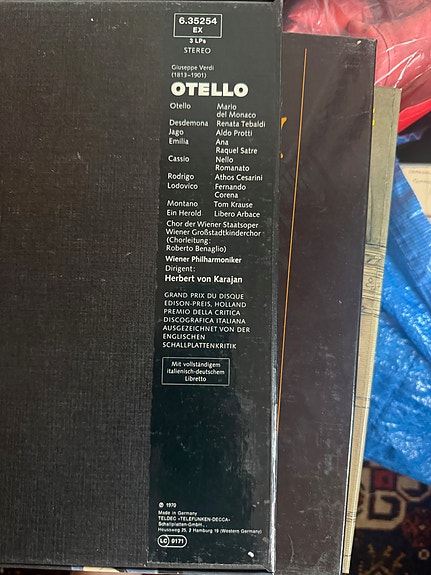 6.35254
EX
3 LPs
STEREO
Giuseppe Verdi
(1813–1901)
OTELLO
Otello Mario
del Monaco
Desdemona Renata Tebaldi
Jago Aldo Protti
Emilia Ana
Raquel Satre
Cassio Nello
Romanato
Rodrigo Athos Cesarini
Lodovico Fernando
Corena
Montano Tom Krause
Ein Herold Libero Arbace
Chor der Wiener Staatsoper
Wiener Großstadtkinderchor
(Chorleitung:
Roberto Benaglio)
Wiener Philharmoniker
Dirigent:
Herbert von Karajan
GRAND PRIX DU DISQUE
EDISON-PREIS, HOLLAND
PREMIO DELLA CRITICA
DISCOGRAFICA ITALIANA
AUSGEZEICHNET VON DER
ENGLISCHEN
SCHALLPLATTENKRITIK
Mit vollständigem
italienisch-deutschem
Libretto
℗ 1970
Made in Germany
TELDEC »TELEFUNKEN-DECCA«
Schallplatten-GmbH.,
Heussweg 25, 2 Hamburg 19 (Western Germany)
LC 0171